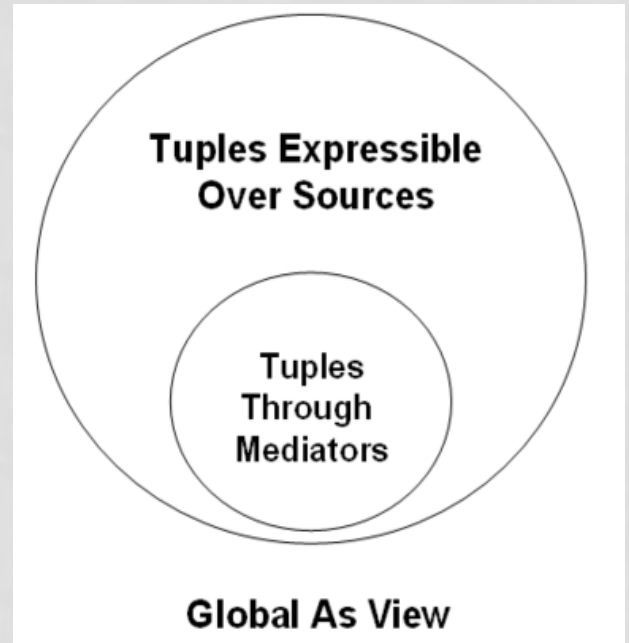 Tuples Expressible
Over Sources
Tuples
Through
Mediators
Global As View